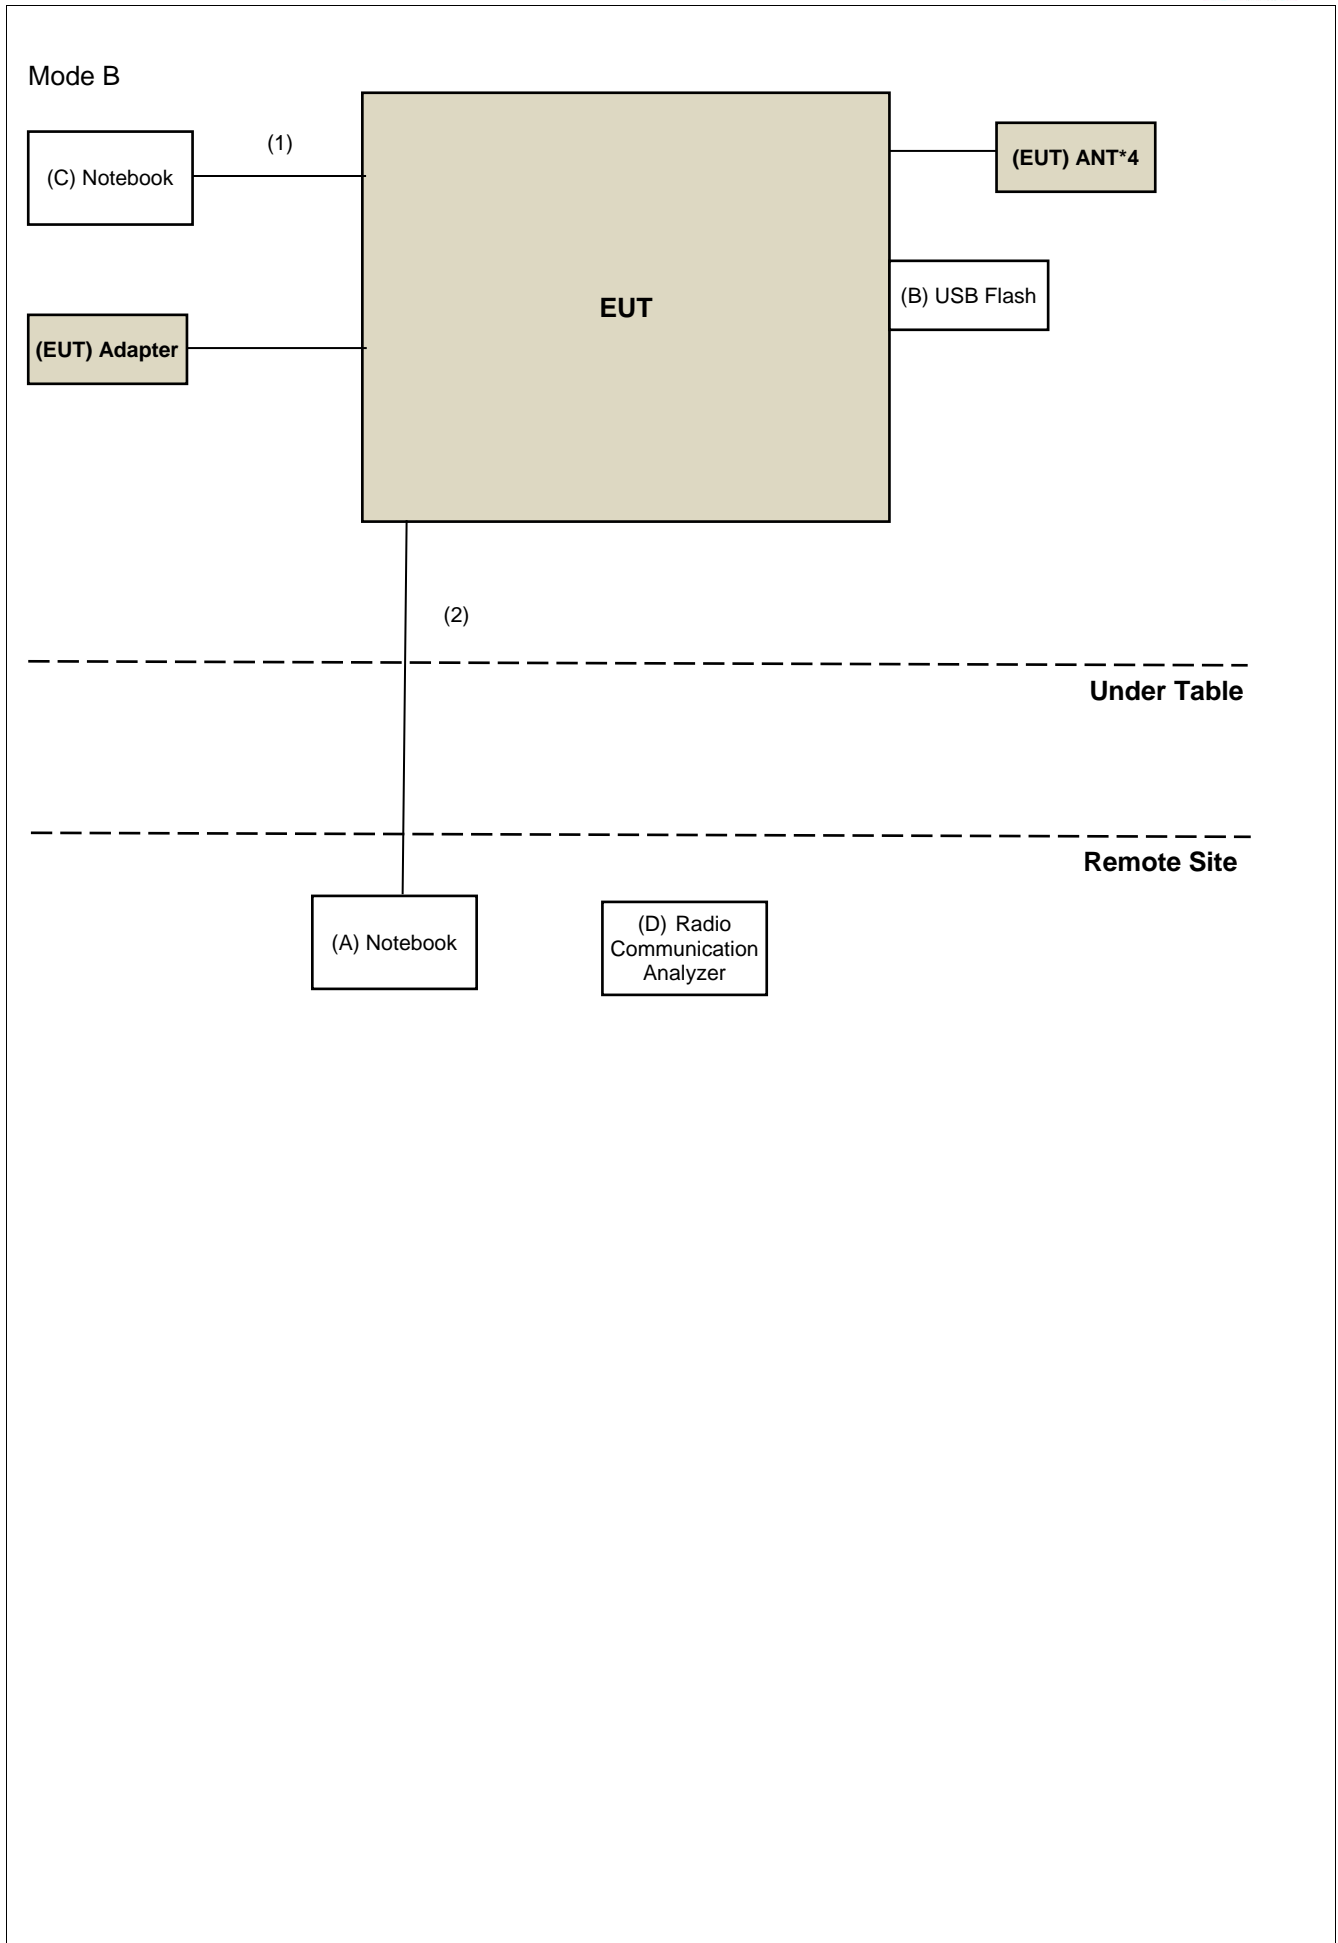 Mode B
(C) Notebook
(1)
(EUT) ANT*4
(B) USB Flash
EUT
(EUT) Adapter
(2)
Under Table
Remote Site
(A) Notebook
(D) Radio
Communication
Analyzer